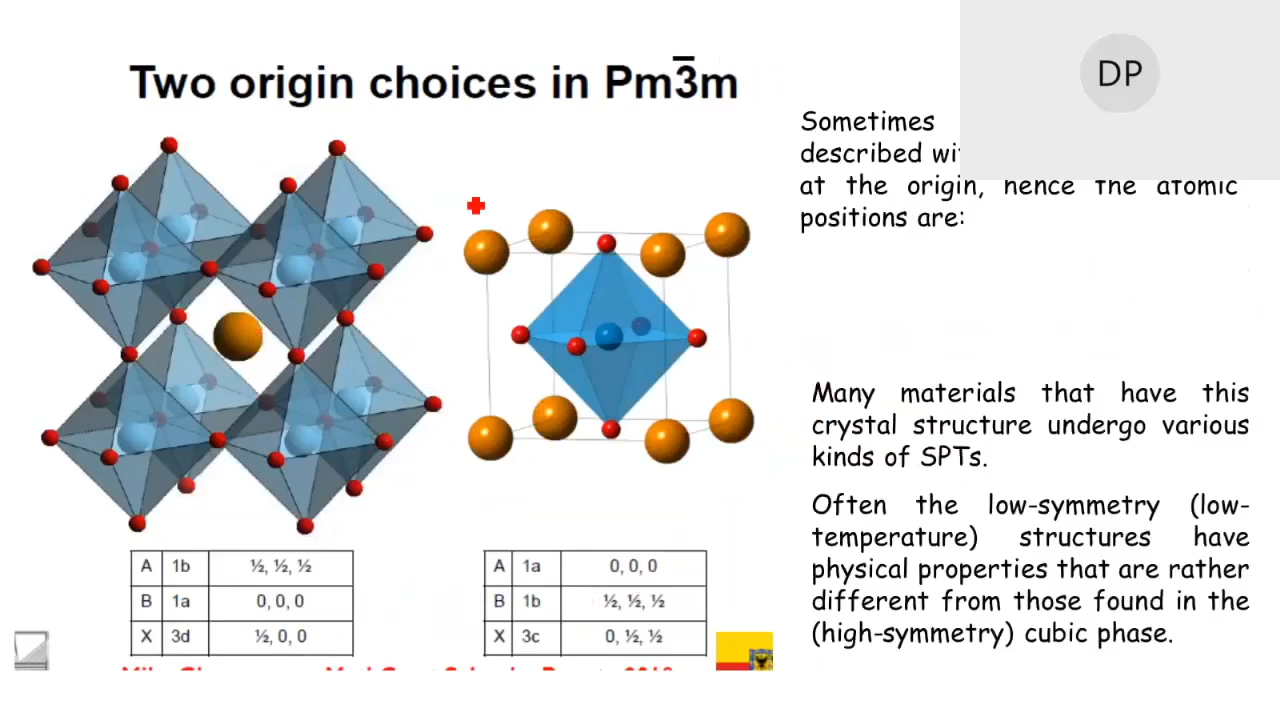 Two origin choices in Pm3̅m
DP
Sometimes
described
at the origin, hence the atomic
positions are:
Many materials that have this
crystal structure undergo various
kinds of SPTs.
Often the low-symmetry (low-
temperature) structures have
physical properties that are rather
different from those found in the
(high-symmetry) cubic phase.
A 1b ½, ½, ½
B 1a 0, 0, 0
X 3d ½, 0, 0
A 1a 0, 0, 0
B 1b ½, ½, ½
X 3c 0, ½, ½